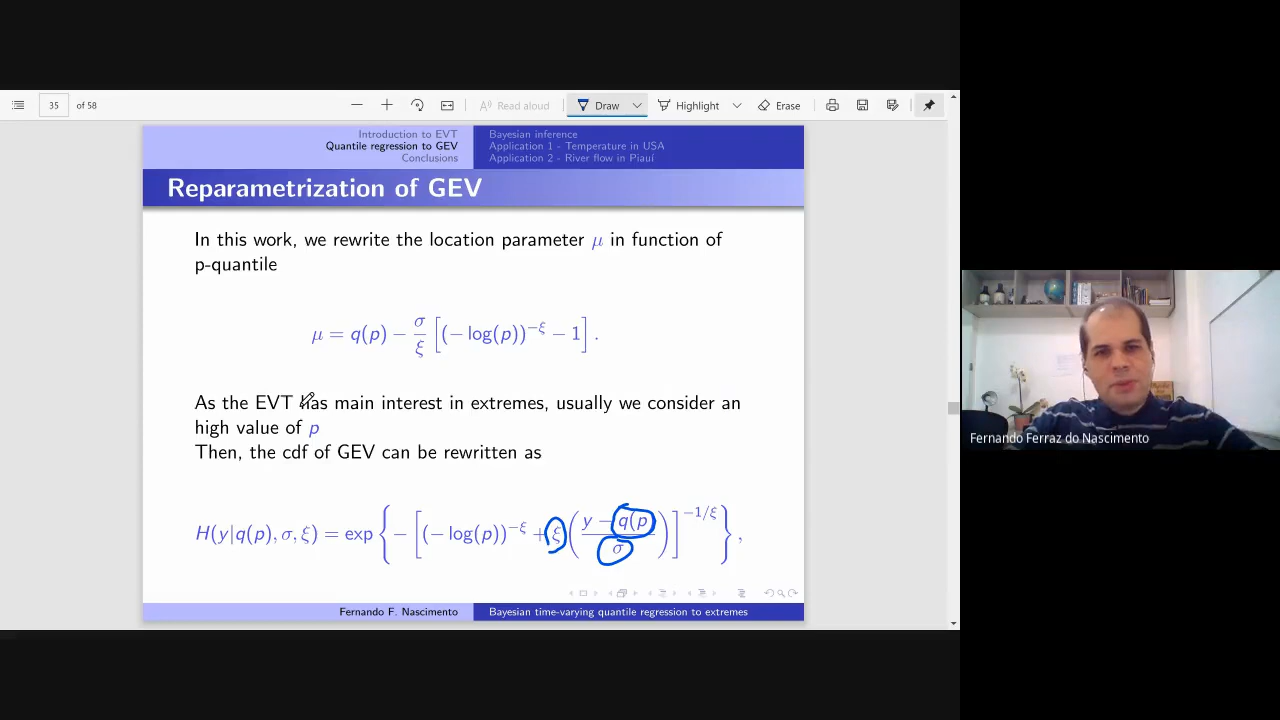 35 of 58 Read aloud Draw Highlight Erase
Introduction to EVT
Quantile regression to GEV
Conclusions
Bayesian inference
Application 1 - Temperature in USA
Application 2 - River flow in Piauí
Reparametrization of GEV
In this work, we rewrite the location parameter μ in function of
p-quantile
μ = q(p) − σ/ξ [(− log(p))^{−ξ} − 1] .
As the EVT has main interest in extremes, usually we consider an
high value of p
Then, the cdf of GEV can be rewritten as
H(y|q(p), σ, ξ) = exp { − [ (− log(p))^{−ξ} + ξ ( (y − q(p)) / σ ) ]^{−1/ξ} } ,
Fernando F. Nascimento Bayesian time-varying quantile regression to extremes
Fernando Ferraz do Nascimento